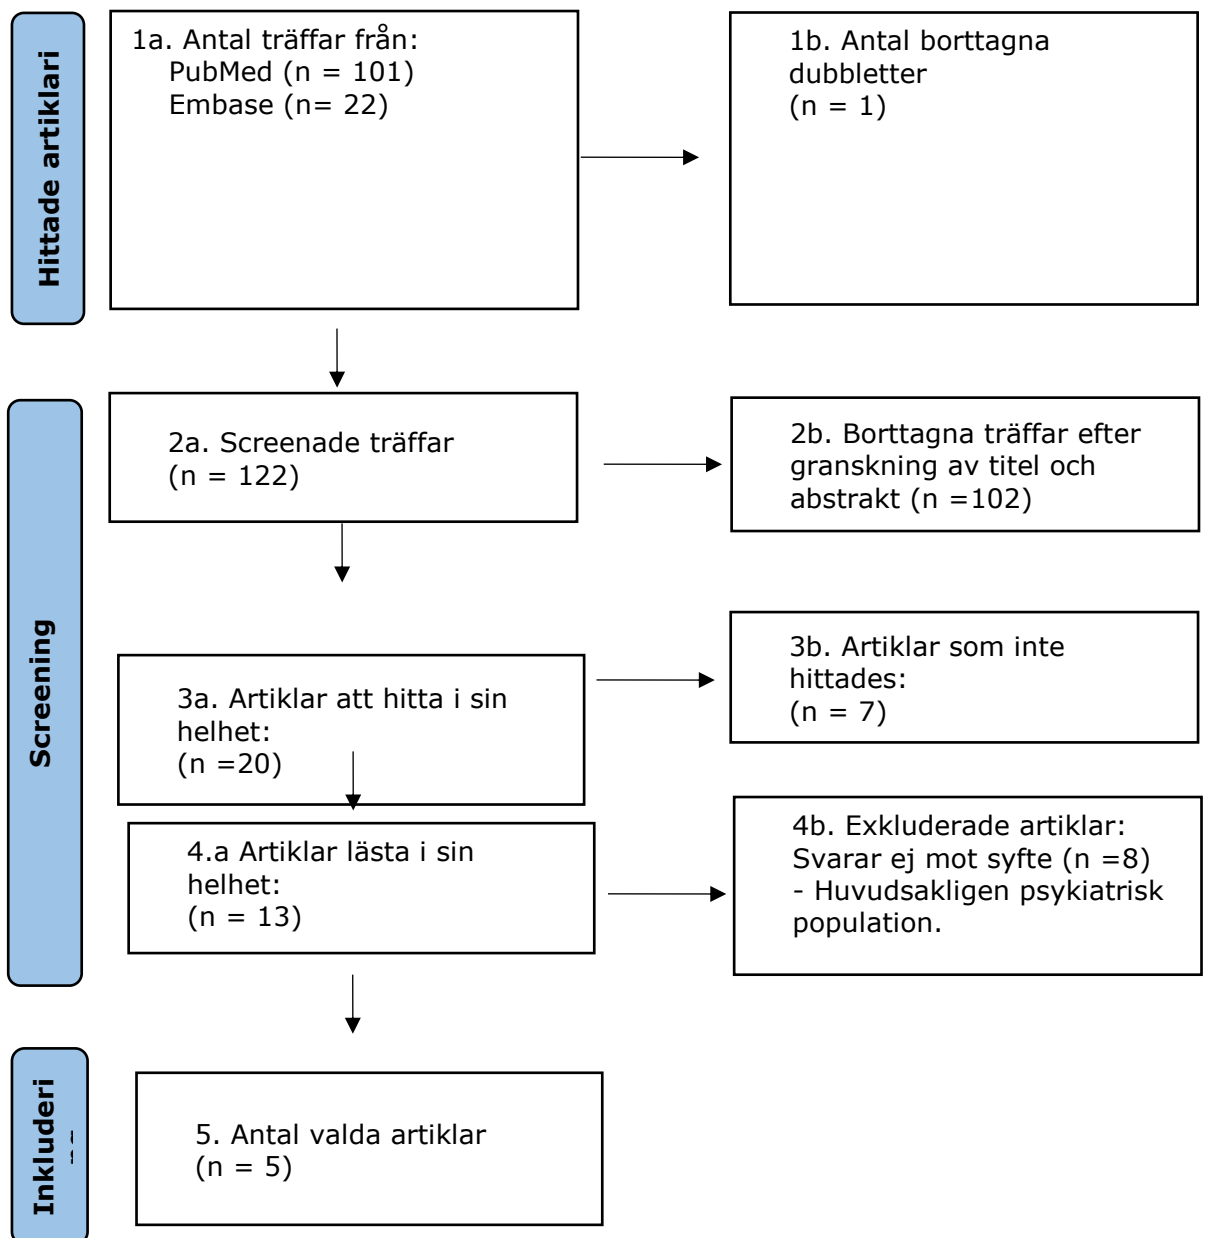 Hittade artiklari
1a. Antal träffar från:
PubMed (n = 101)
Embase (n= 22)
1b. Antal borttagna
dubbletter
(n = 1)
Screening
2a. Screenade träffar
(n = 122)
2b. Borttagna träffar efter
granskning av titel och
abstrakt (n =102)
3a. Artiklar att hitta i sin
helhet:
(n =20)
3b. Artiklar som inte
hittades:
(n = 7)
4.a Artiklar lästa i sin
helhet:
(n = 13)
4b. Exkluderade artiklar:
Svarar ej mot syfte (n =8)
- Huvudsakligen psykiatrisk
population.
Inkluderi
5. Antal valda artiklar
(n = 5)